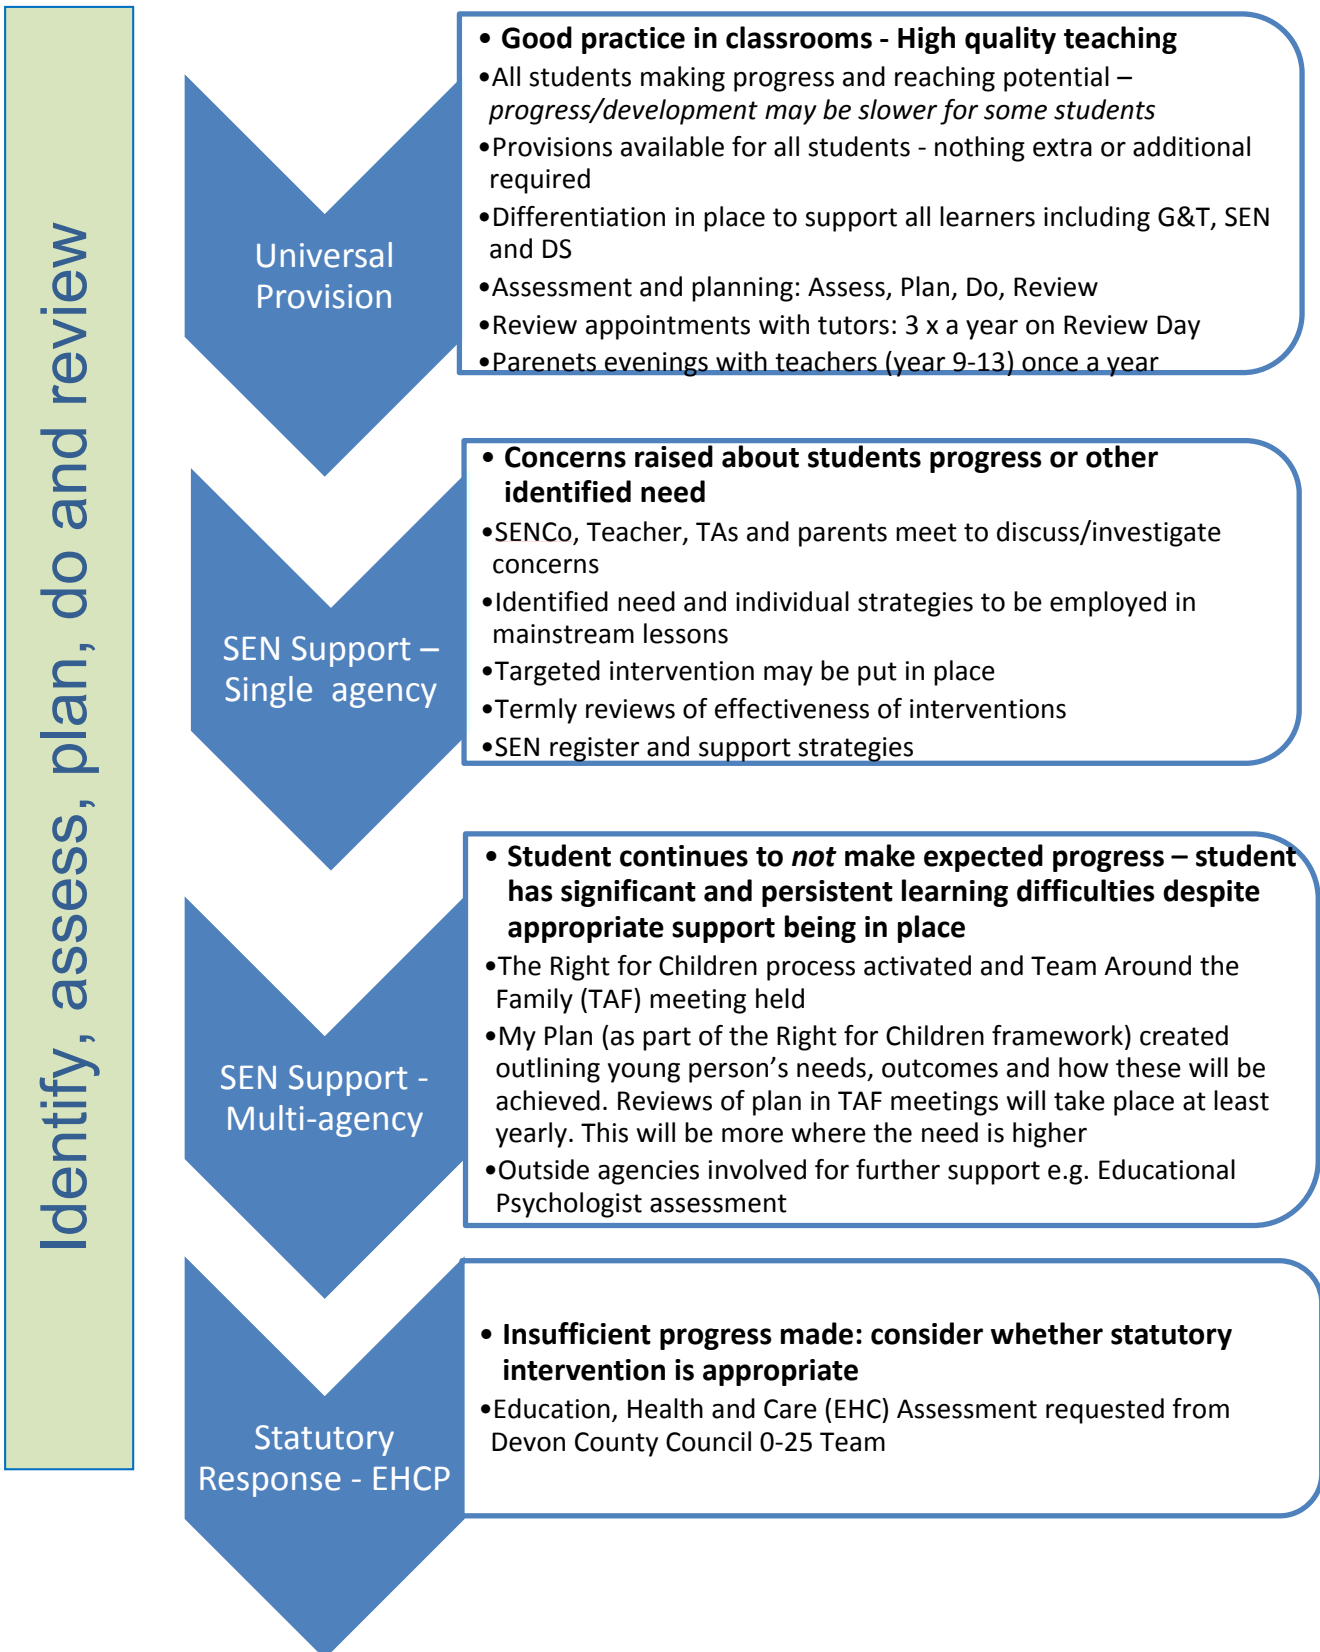 Identify, assess, plan, do and review
Universal
Provision
• Good practice in classrooms - High quality teaching
•All students making progress and reaching potential –
progress/development may be slower for some students
•Provisions available for all students - nothing extra or additional
required
•Differentiation in place to support all learners including G&T, SEN
and DS
•Assessment and planning: Assess, Plan, Do, Review
•Review appointments with tutors: 3 x a year on Review Day
•Parenets evenings with teachers (year 9-13) once a year
SEN Support –
Single agency
• Concerns raised about students progress or other
identified need
•SENCo, Teacher, TAs and parents meet to discuss/investigate
concerns
•Identified need and individual strategies to be employed in
mainstream lessons
•Targeted intervention may be put in place
•Termly reviews of effectiveness of interventions
•SEN register and support strategies
SEN Support -
Multi-agency
• Student continues to not make expected progress – student
has significant and persistent learning difficulties despite
appropriate support being in place
•The Right for Children process activated and Team Around the
Family (TAF) meeting held
•My Plan (as part of the Right for Children framework) created
outlining young person’s needs, outcomes and how these will be
achieved. Reviews of plan in TAF meetings will take place at least
yearly. This will be more where the need is higher
•Outside agencies involved for further support e.g. Educational
Psychologist assessment
Statutory
Response - EHCP
• Insufficient progress made: consider whether statutory
intervention is appropriate
•Education, Health and Care (EHC) Assessment requested from
Devon County Council 0-25 Team